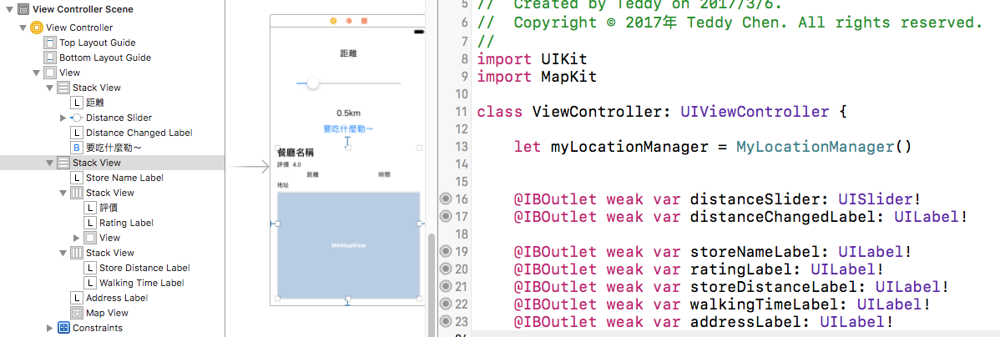 View Controller Scene
View Controller
Top Layout Guide
Bottom Layout Guide
View
Stack View
L 距離
Distance Slider
L Distance Changed Label
B 要吃什麼勒～
Stack View
L Store Name Label
Stack View
L 評價
L Rating Label
View
Stack View
L Store Distance Label
L Walking Time Label
L Address Label
Map View
Constraints
距離
0.5km
要吃什麼勒～
餐廳名稱
評價 4.0
距離 時間
地址
MKMapView
5 // Created by Teddy on 2017/3/6.
6 // Copyright © 2017年 Teddy Chen. All rights reserved.
7 //
8 import UIKit
9 import MapKit
10
11 class ViewController: UIViewController {
12
13 let myLocationManager = MyLocationManager()
14
15
16 @IBOutlet weak var distanceSlider: UISlider!
17 @IBOutlet weak var distanceChangedLabel: UILabel!
18
19 @IBOutlet weak var storeNameLabel: UILabel!
20 @IBOutlet weak var ratingLabel: UILabel!
21 @IBOutlet weak var storeDistanceLabel: UILabel!
22 @IBOutlet weak var walkingTimeLabel: UILabel!
23 @IBOutlet weak var addressLabel: UILabel!